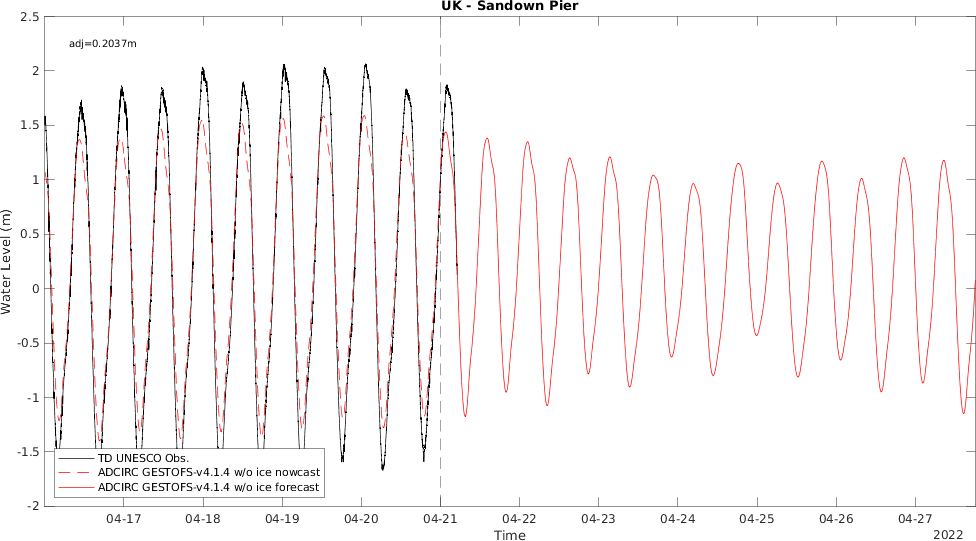 UK - Sandown Pier
adj=0.2037m
2.5
2
1.5
1
0.5
0
-0.5
-1
-1.5
-2
Water Level (m)
TD UNESCO Obs.
ADCIRC GESTOFS-v4.1.4 w/o ice nowcast
ADCIRC GESTOFS-v4.1.4 w/o ice forecast
04-17 04-18 04-19 04-20 04-21 04-22 04-23 04-24 04-25 04-26 04-27
Time
2022